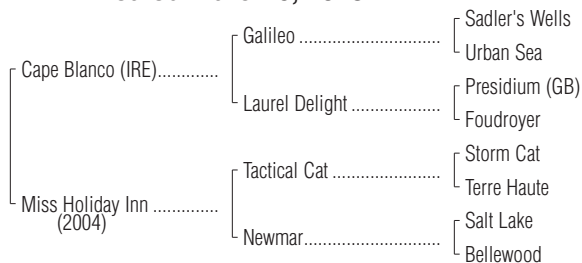 Sadler's Wells
Galileo ..............................
Urban Sea
Cape Blanco (IRE).............
Presidium (GB)
Laurel Delight ...................
Foudroyer
Storm Cat
Tactical Cat .......................
Terre Haute
Miss Holiday Inn ..............
(2004)
Salt Lake
Newmar.............................
Bellewood